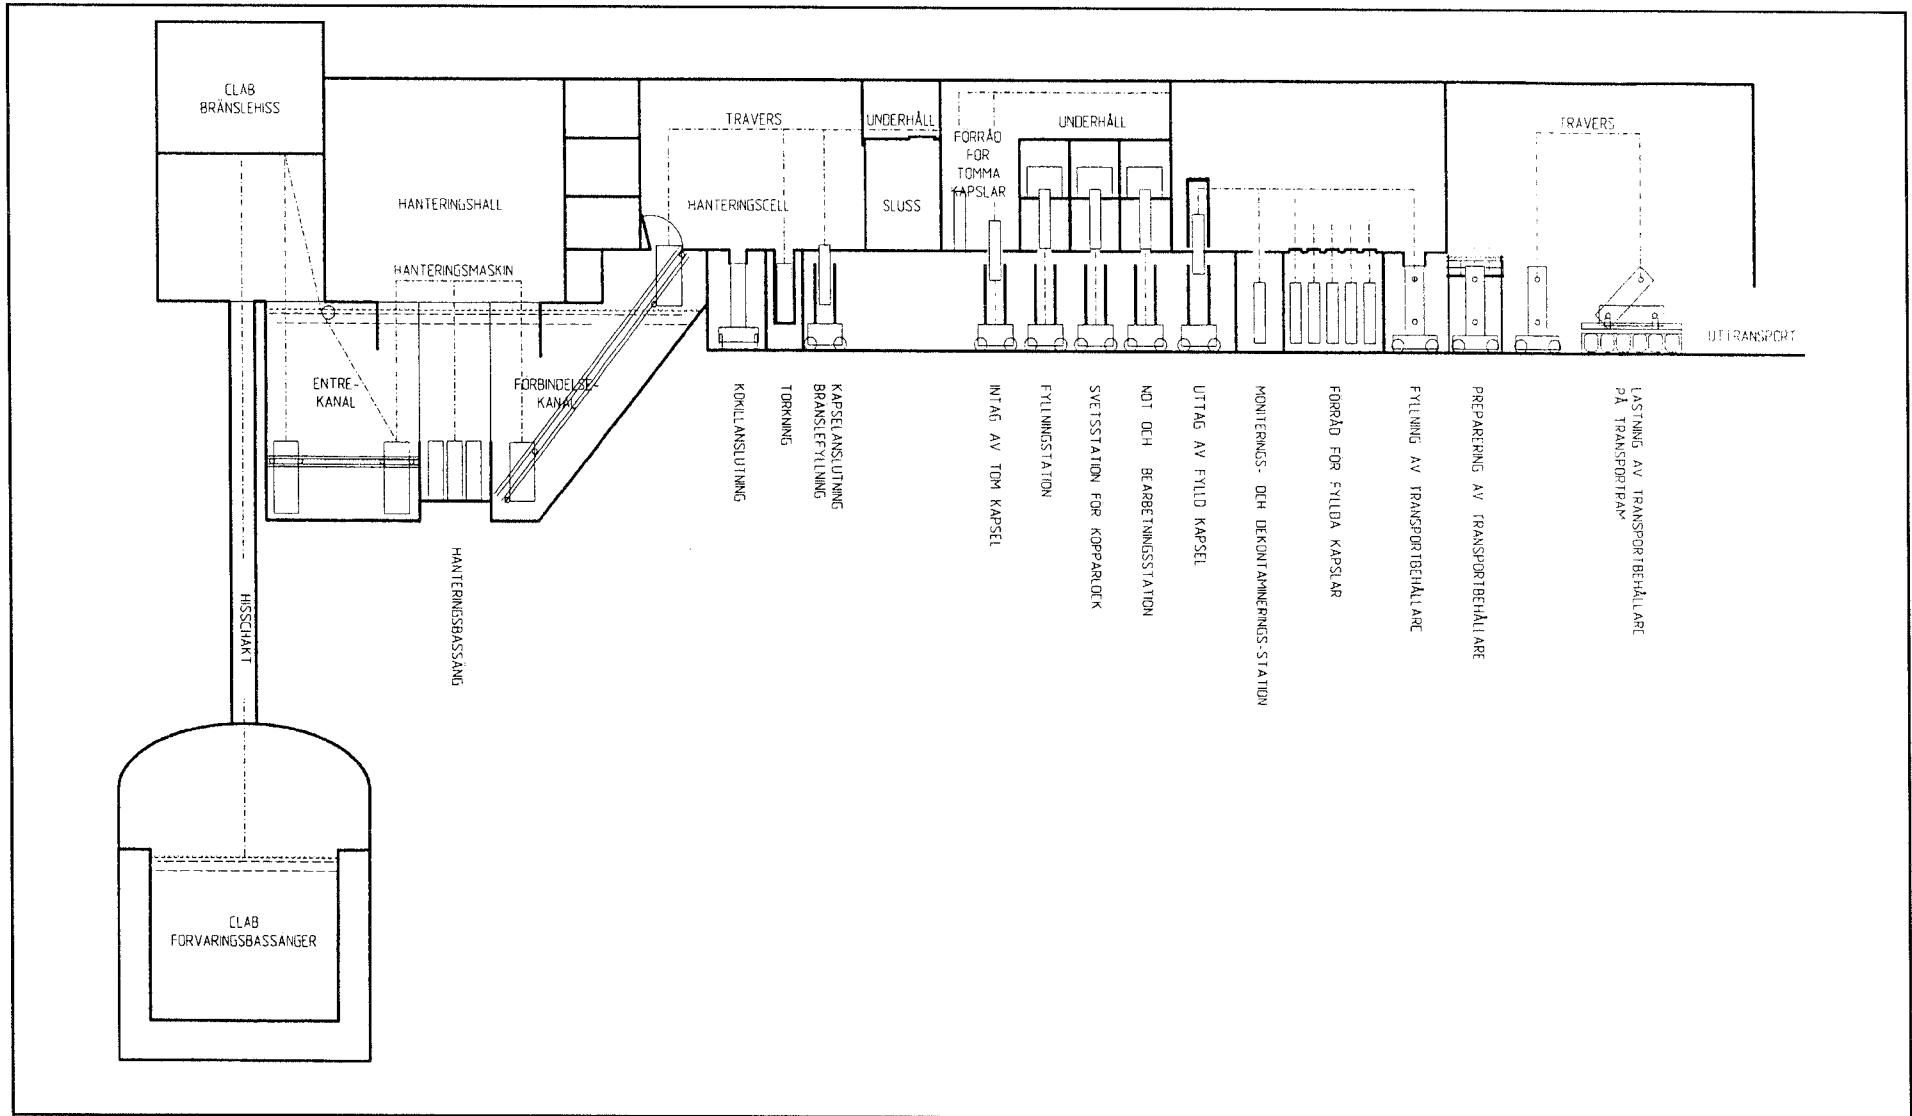 CLAB
BRÄNSLEHISS
TRAVERS
UNDERHÅLL
FÖRRÅD
FÖR
TOMMA
KAPSLAR
UNDERHÅLL
TRAVERS
HANTERINGSHALL
HANTERINGSCELL
SLUSS
HANTERINGSMASKIN
UTTRANSPORT
ENTRE-
KANAL
FÖRBINDELSE-
KANAL
KOKILLANSLUTNING
TORKNING
KAPSELANSLUTNING
BRÄNSLEFYLLNING
INTAG AV TOM KAPSEL
FYLLNINGSTATION
SVETSSTATION FÖR KOPPARLOCK
NOT OCH BEARBETNINGSSTATION
UTTAG AV FYLLD KAPSEL
MONITERINGS- OCH DEKONTAMINERINGS-STATION
FÖRRÅD FÖR FYLLDA KAPSLAR
FYLLNING AV TRANSPORTBEHÅLLARE
PREPARERING AV TRANSPORTBEHÅLLARE
LASTNING AV TRANSPORTBEHÅLLARE
PÅ TRANSPORTRAM
HANTERINGSBASSÄNG
HISSCHAKT
CLAB
FÖRVARINGSBASSÄNGER